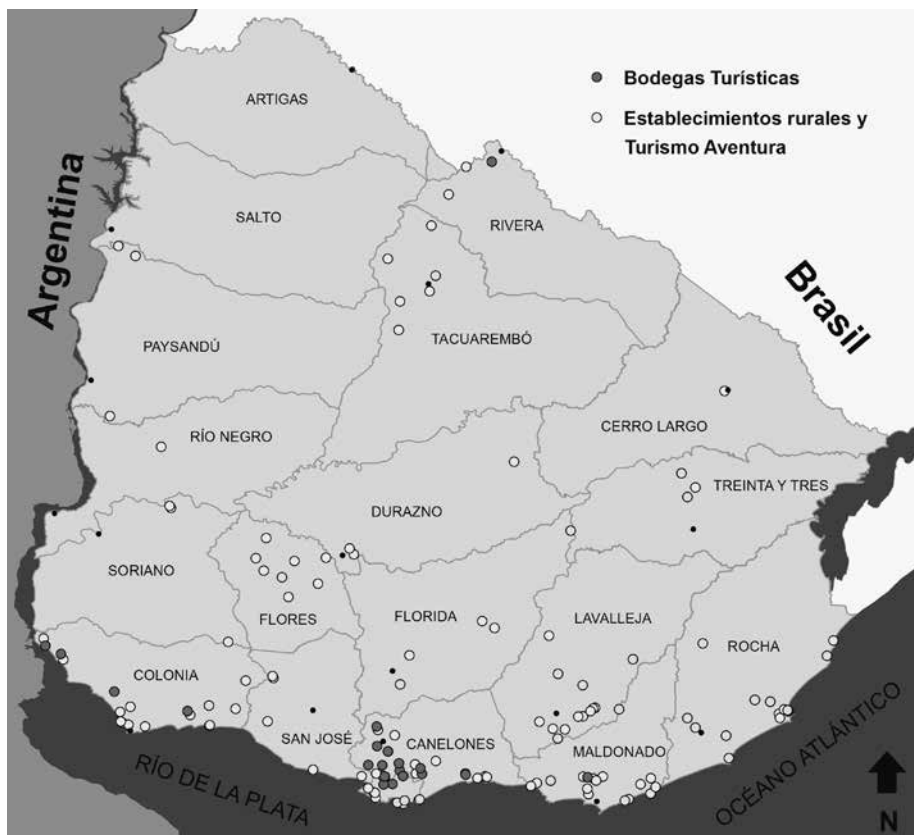 Bodegas Turísticas
Establecimientos rurales y
Turismo Aventura
Argentina
Brasil
ARTIGAS
SALTO
RIVERA
PAYSANDÚ
TACUAREMBÓ
RÍO NEGRO
CERRO LARGO
TREINTA Y TRES
DURAZNO
SORIANO
FLORES
FLORIDA
LAVALLEJA
ROCHA
COLONIA
SAN JOSÉ
CANELONES
MALDONADO
RÍO DE LA PLATA
OCÉANO ATLÁNTICO
N